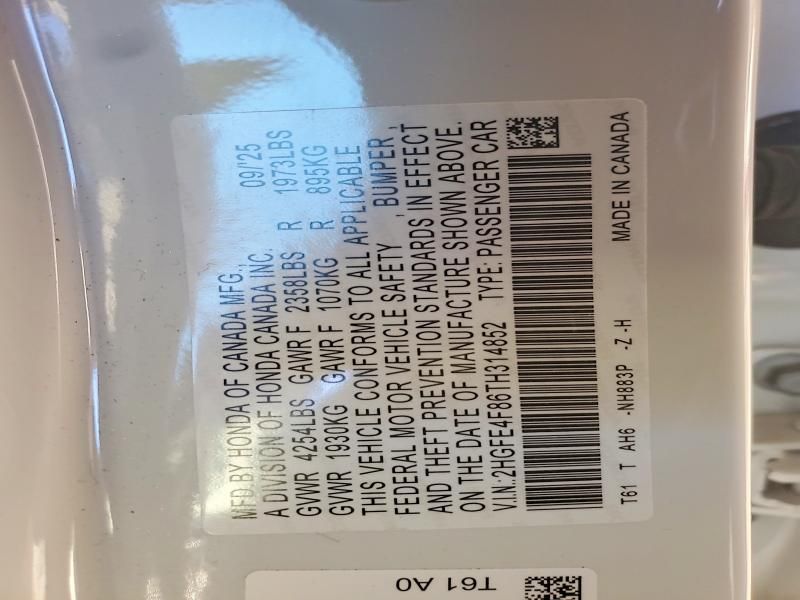 MFD.BY HONDA OF CANADA MFG., 09/'25
A DIVISION OF HONDA CANADA INC.
GVWR 4254LBS GAWR F 2358LBS R 1973LBS
GVWR 1930KG GAWR F 1070KG R 895KG
THIS VEHICLE CONFORMS TO ALL APPLICABLE
FEDERAL MOTOR VEHICLE SAFETY , BUMPER ,
AND THEFT PREVENTION STANDARDS IN EFFECT
ON THE DATE OF MANUFACTURE SHOWN ABOVE.
V.I.N:2HGFE4F86TH314852 TYPE: PASSENGER CAR
T61 T AH6 -NH883P -Z -H MADE IN CANADA
T61 A0